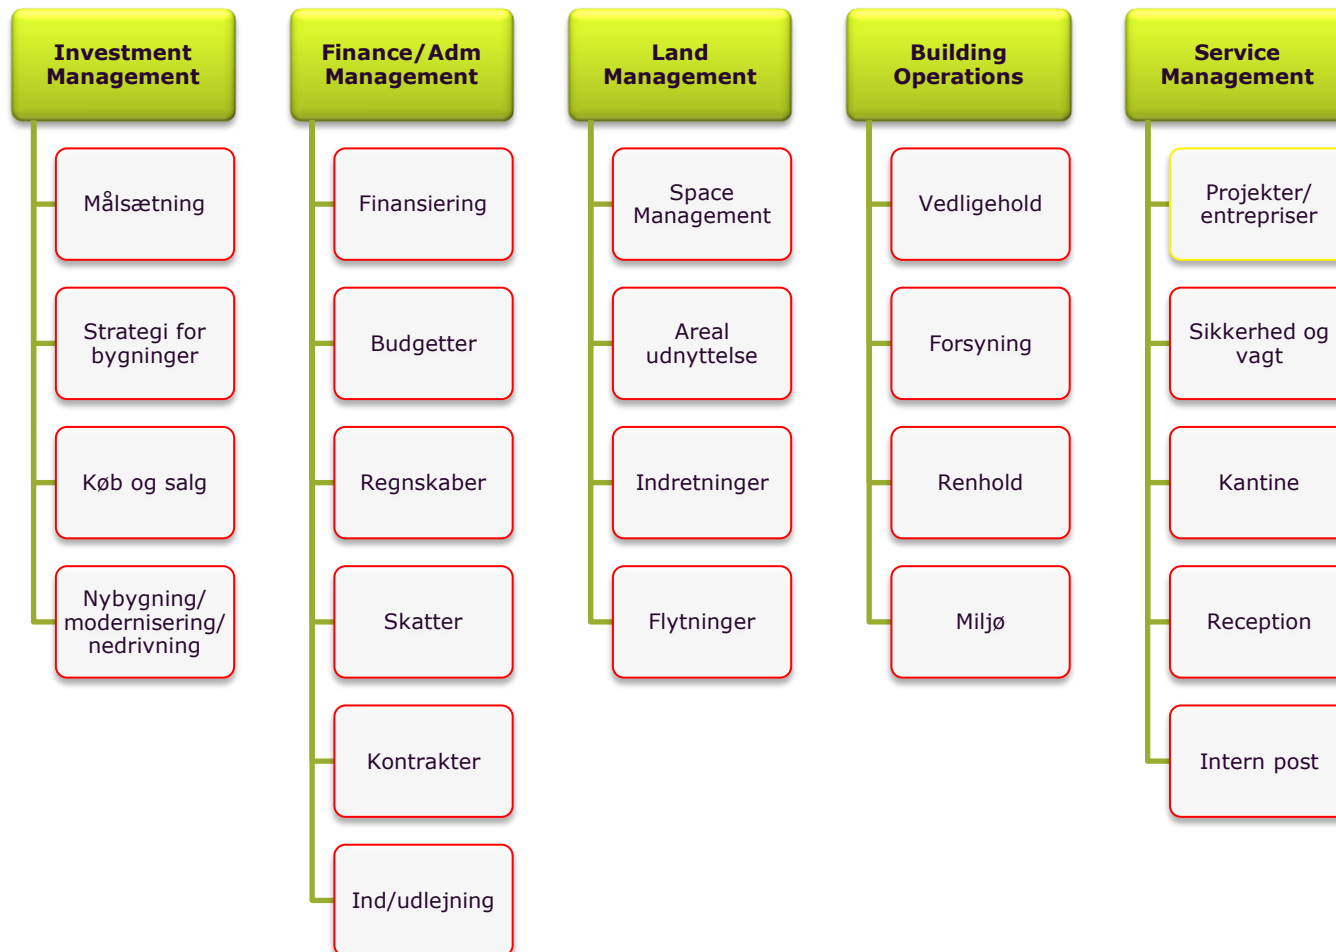 Investment
Management
Målsætning
Strategi for
bygninger
Køb og salg
Nybygning/
modernisering/
nedrivning
Finance/Adm
Management
Finansiering
Budgetter
Regnskaber
Skatter
Kontrakter
Ind/udlejning
Land
Management
Space
Management
Areal
udnyttelse
Indretninger
Flytninger
Building
Operations
Vedligehold
Forsyning
Renhold
Miljø
Service
Management
Projekter/
entrepriser
Sikkerhed og
vagt
Kantine
Reception
Intern post